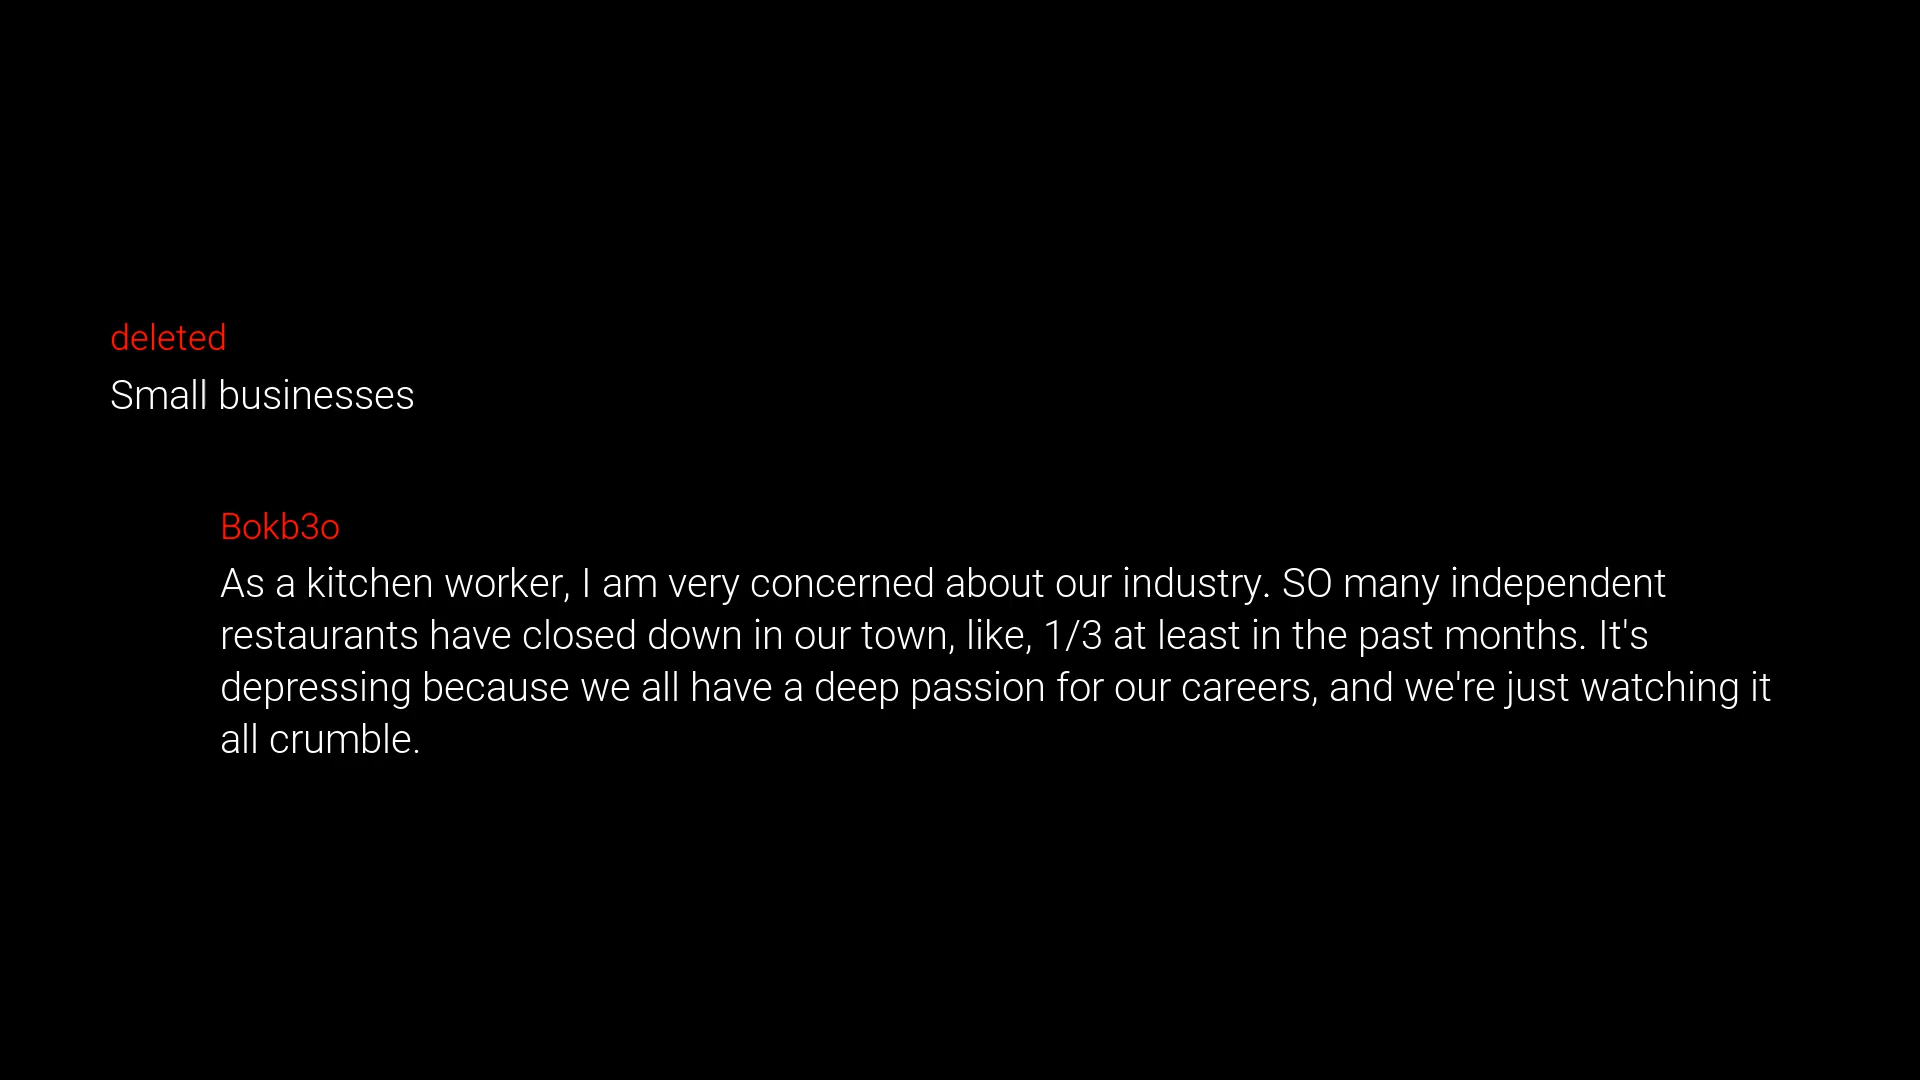 deleted
Small businesses
Bokb3o
As a kitchen worker, I am very concerned about our industry. SO many independent
restaurants have closed down in our town, like, 1/3 at least in the past months. It's
depressing because we all have a deep passion for our careers, and we're just watching it
all crumble.